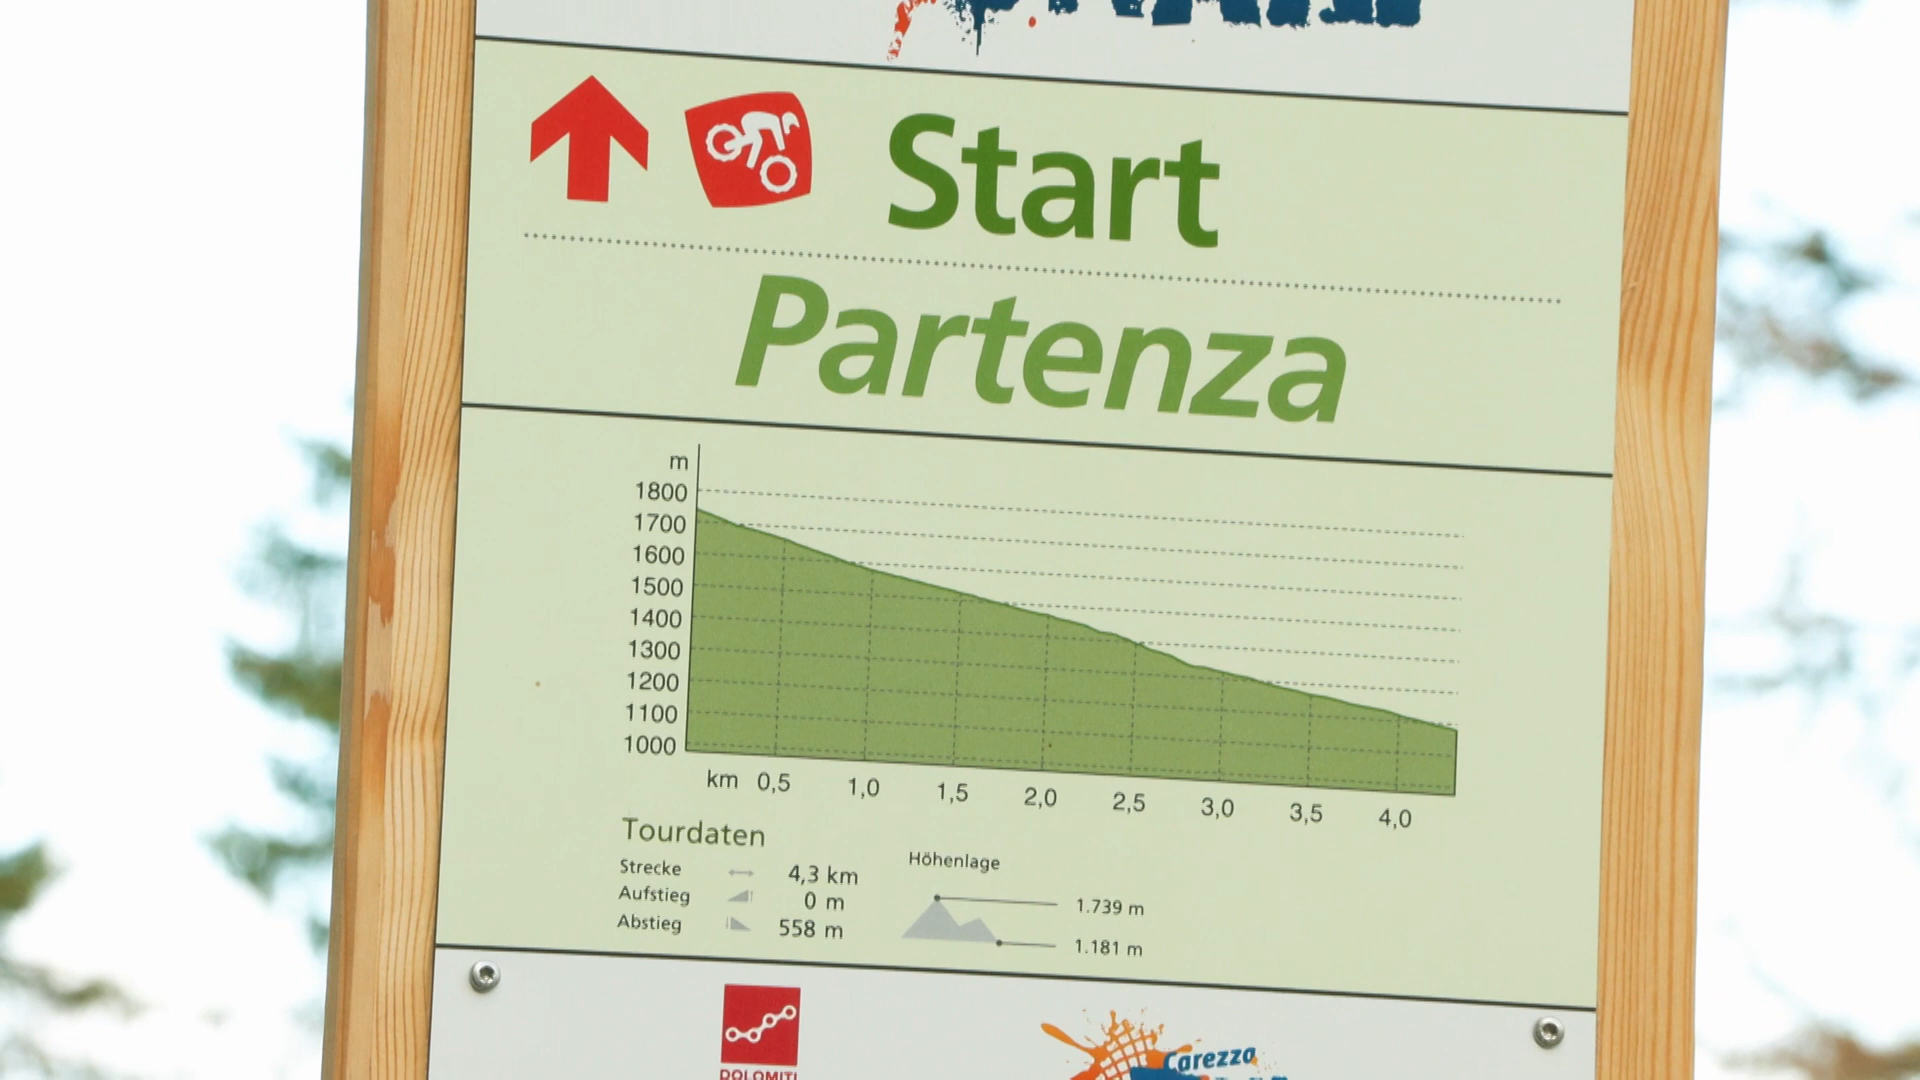 Start
Partenza
m
1800
1700
1600
1500
1400
1300
1200
1100
1000
km 0,5 1,0 1,5 2,0 2,5 3,0 3,5 4,0
Tourdaten
Strecke 4,3 km
Aufstieg 0 m
Abstieg 558 m
Höhenlage
1.739 m
1.181 m
DOLOMITI
Carezza